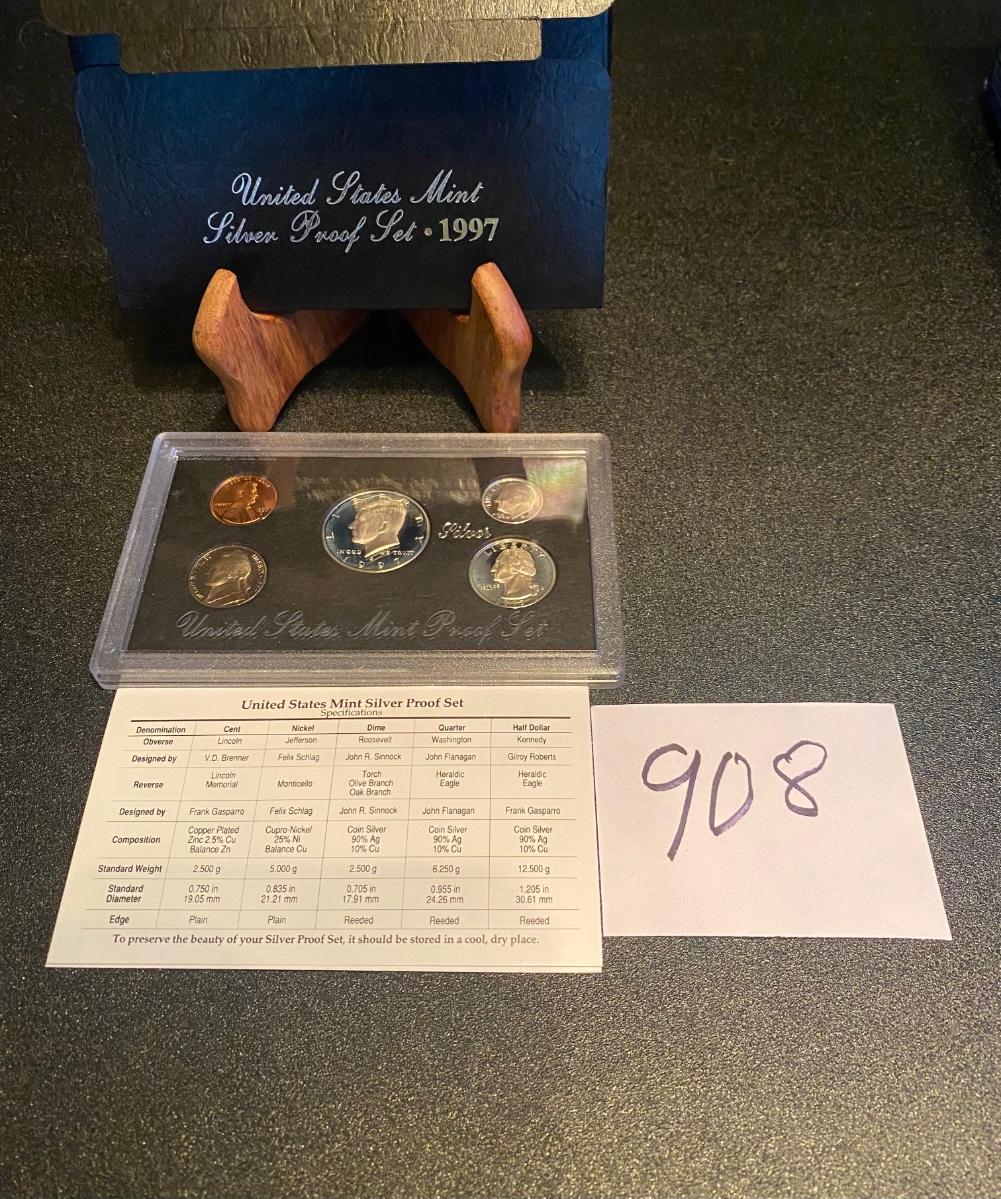 United States Mint
Silver Proof Set • 1997
LIBERTY
LIBERTY
IN GOD WE TRUST
1997
Silver
LIBERTY
United States Mint Proof Set
United States Mint Silver Proof Set
Specifications
Denomination Cent Nickel Dime Quarter Half Dollar
Obverse Lincoln Jefferson Roosevelt Washington Kennedy
Designed by V.D. Brenner Felix Schlag John R. Sinnock John Flanagan Gilroy Roberts
Reverse Lincoln Memorial Monticello Torch Olive Branch Oak Branch Heraldic Eagle Heraldic Eagle
Designed by Frank Gasparro Felix Schlag John R. Sinnock John Flanagan Frank Gasparro
Composition Copper Plated Zinc 2.5% Cu Balance Zn Cupro-Nickel 25% Ni Balance Cu Coin Silver 90% Ag 10% Cu Coin Silver 90% Ag 10% Cu Coin Silver 90% Ag 10% Cu
Standard Weight 2.500 g 5.000 g 2.500 g 6.250 g 12.500 g
Standard Diameter 0.750 in 19.05 mm 0.835 in 21.21 mm 0.705 in 17.91 mm 0.955 in 24.26 mm 1.205 in 30.61 mm
Edge Plain Plain Reeded Reeded Reeded
To preserve the beauty of your Silver Proof Set, it should be stored in a cool, dry place.
908